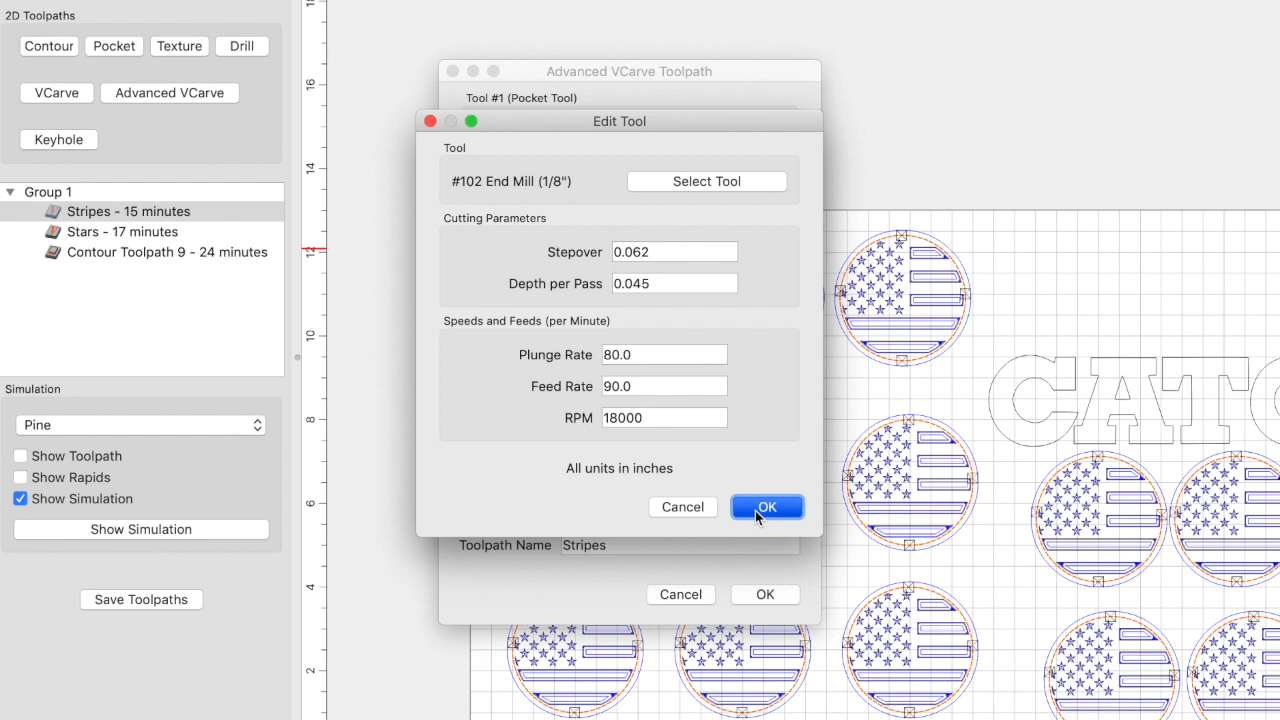 2D Toolpaths
Contour
Pocket
Texture
Drill
VCarve
Advanced VCarve
Keyhole
Group 1
Stripes - 15 minutes
Stars - 17 minutes
Contour Toolpath 9 - 24 minutes
Simulation
Pine
Show Toolpath
Show Rapids
Show Simulation
Show Simulation
Save Toolpaths
16
14
12
10
8
6
4
2
Advanced VCarve Toolpath
Tool #1 (Pocket Tool)
Edit Tool
Tool
#102 End Mill (1/8")
Select Tool
Cutting Parameters
Stepover 0.062
Depth per Pass 0.045
Speeds and Feeds (per Minute)
Plunge Rate 80.0
Feed Rate 90.0
RPM 18000
All units in inches
Cancel
OK
Toolpath Name Stripes
Cancel
OK
CATO